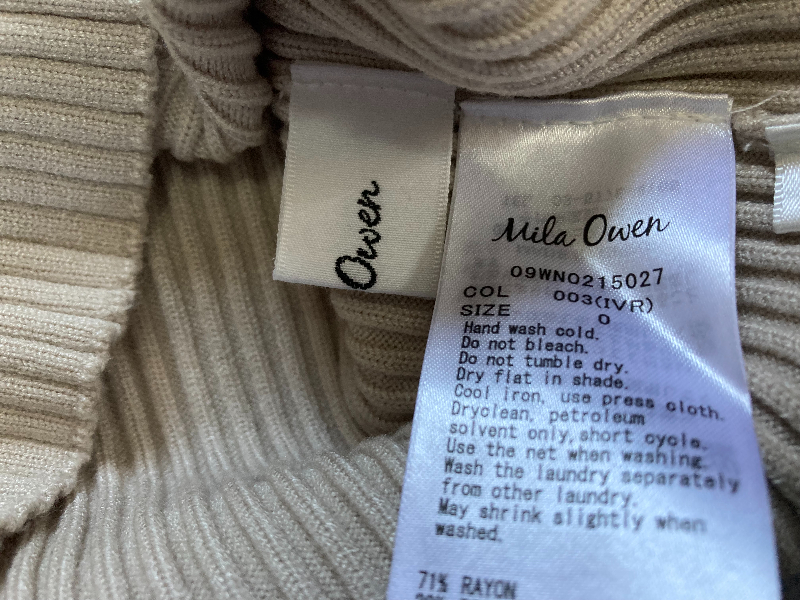 Owen
Mila Owen
09WNO215027
COL 003(IVR)
SIZE 0
Hand wash cold.
Do not bleach.
Do not tumble dry.
Dry flat in shade.
Cool iron, use press cloth.
Dryclean, petroleum
solvent only, short cycle.
Use the net when washing.
Wash the laundry separately
from other laundry.
May shrink slightly when
washed.
71% RAYON